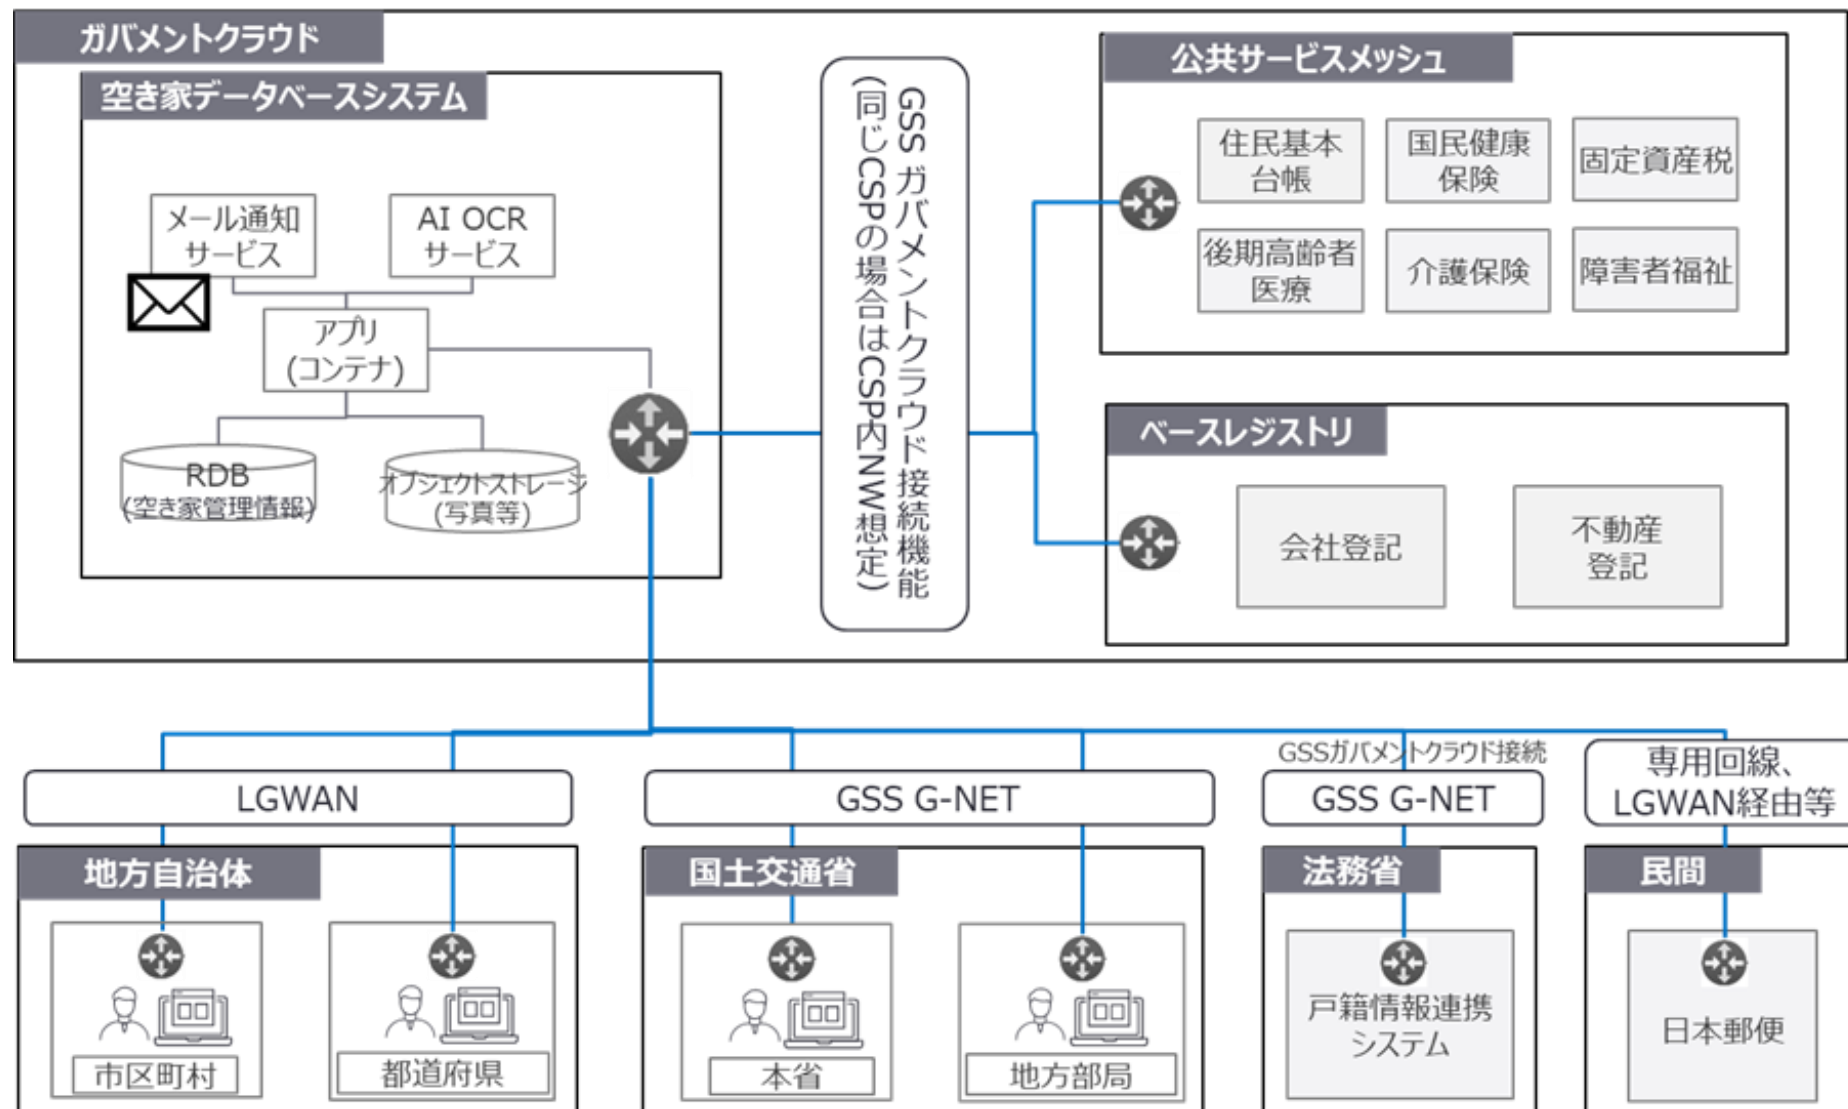 ガバメントクラウド
空き家データベースシステム
メール通知
サービス
AI OCR
サービス
アプリ
(コンテナ)
RDB
(空き家管理情報)
オブジェクトストレージ
(写真等)
GSS ガバメントクラウド接続機能
(同じCSPの場合はCSP内NW想定)
公共サービスメッシュ
住民基本
台帳
国民健康
保険
固定資産税
後期高齢者
医療
介護保険
障害者福祉
ベースレジストリ
会社登記
不動産
登記
LGWAN
GSS G-NET
GSSガバメントクラウド接続
GSS G-NET
専用回線、
LGWAN経由等
地方自治体
市区町村
都道府県
国土交通省
本省
地方部局
法務省
戸籍情報連携
システム
民間
日本郵便